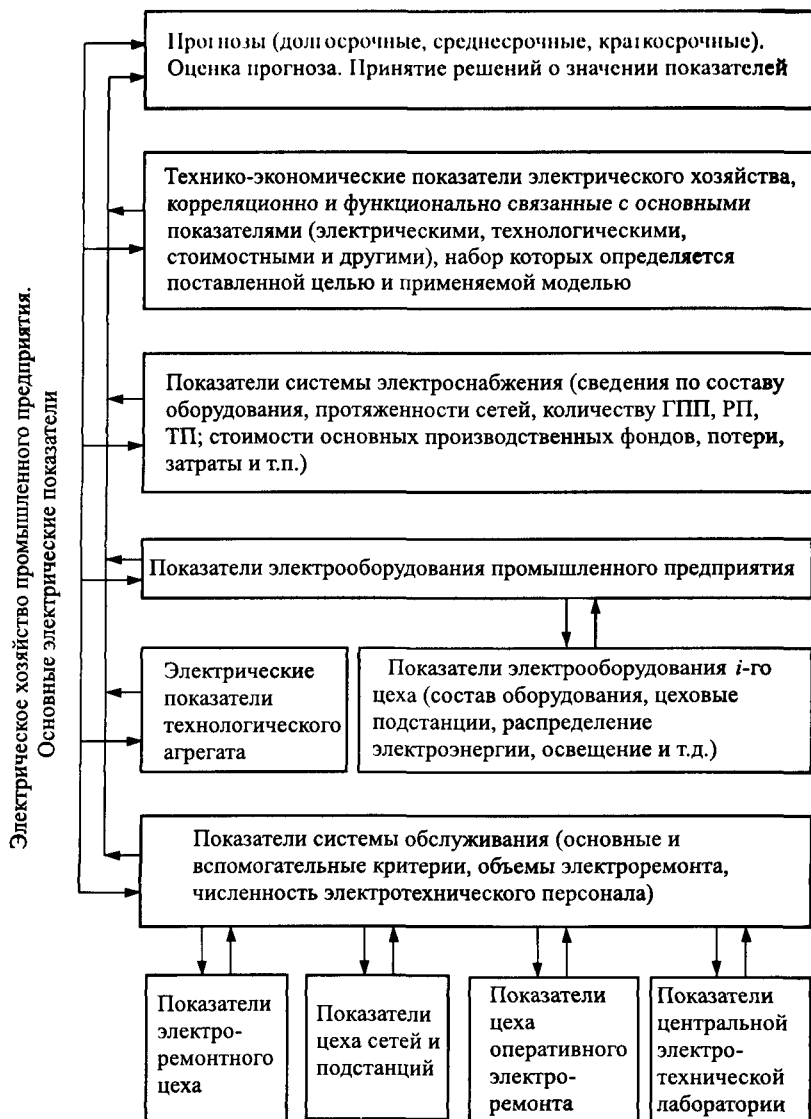 Прогнозы (долгосрочные, среднесрочные, краткосрочные).
Оценка прогноза. Принятие решений о значении показателей
Технико-экономические показатели электрического хозяйства,
корреляционно и функционально связанные с основными
показателями (электрическими, технологическими,
стоимостными и другими), набор которых определяется
поставленной целью и применяемой моделью
Электрическое хозяйство промышленного предприятия.
Основные электрические показатели
Показатели системы электроснабжения (сведения по составу
оборудования, протяженности сетей, количеству ГПП, РП,
ТП; стоимости основных производственных фондов, потери,
затраты и т.п.)
Показатели электрооборудования промышленного предприятия
Электрические
показатели
технологического
агрегата
Показатели электрооборудования i-го
цеха (состав оборудования, цеховые
подстанции, распределение
электроэнергии, освещение и т.д.)
Показатели системы обслуживания (основные и
вспомогательные критерии, объемы электроремонта,
численность электротехнического персонала)
Показатели
электро-
ремонтного
цеха
Показатели
цеха сетей и
подстанций
Показатели
цеха
оперативного
электро-
ремонта
Показатели
центральной
электро-
технической
лаборатории